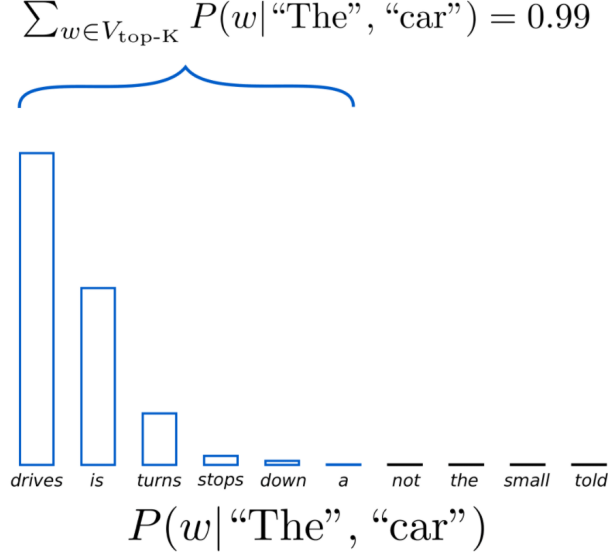 ∑w∈Vtop-K P(w|“The”, “car”) = 0.99
drives is turns stops down a not the small told
P(w|“The”, “car”)